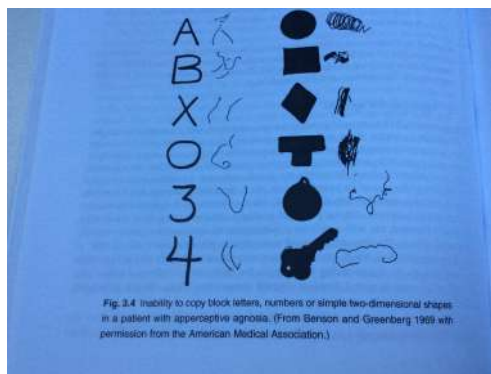 A
B
X
O
3
4
Fig. 3.4 Inability to copy block letters, numbers or simple two-dimensional shapes
in a patient with apperceptive agnosia. (From Benson and Greenberg 1969 with
permission from the American Medical Association.)